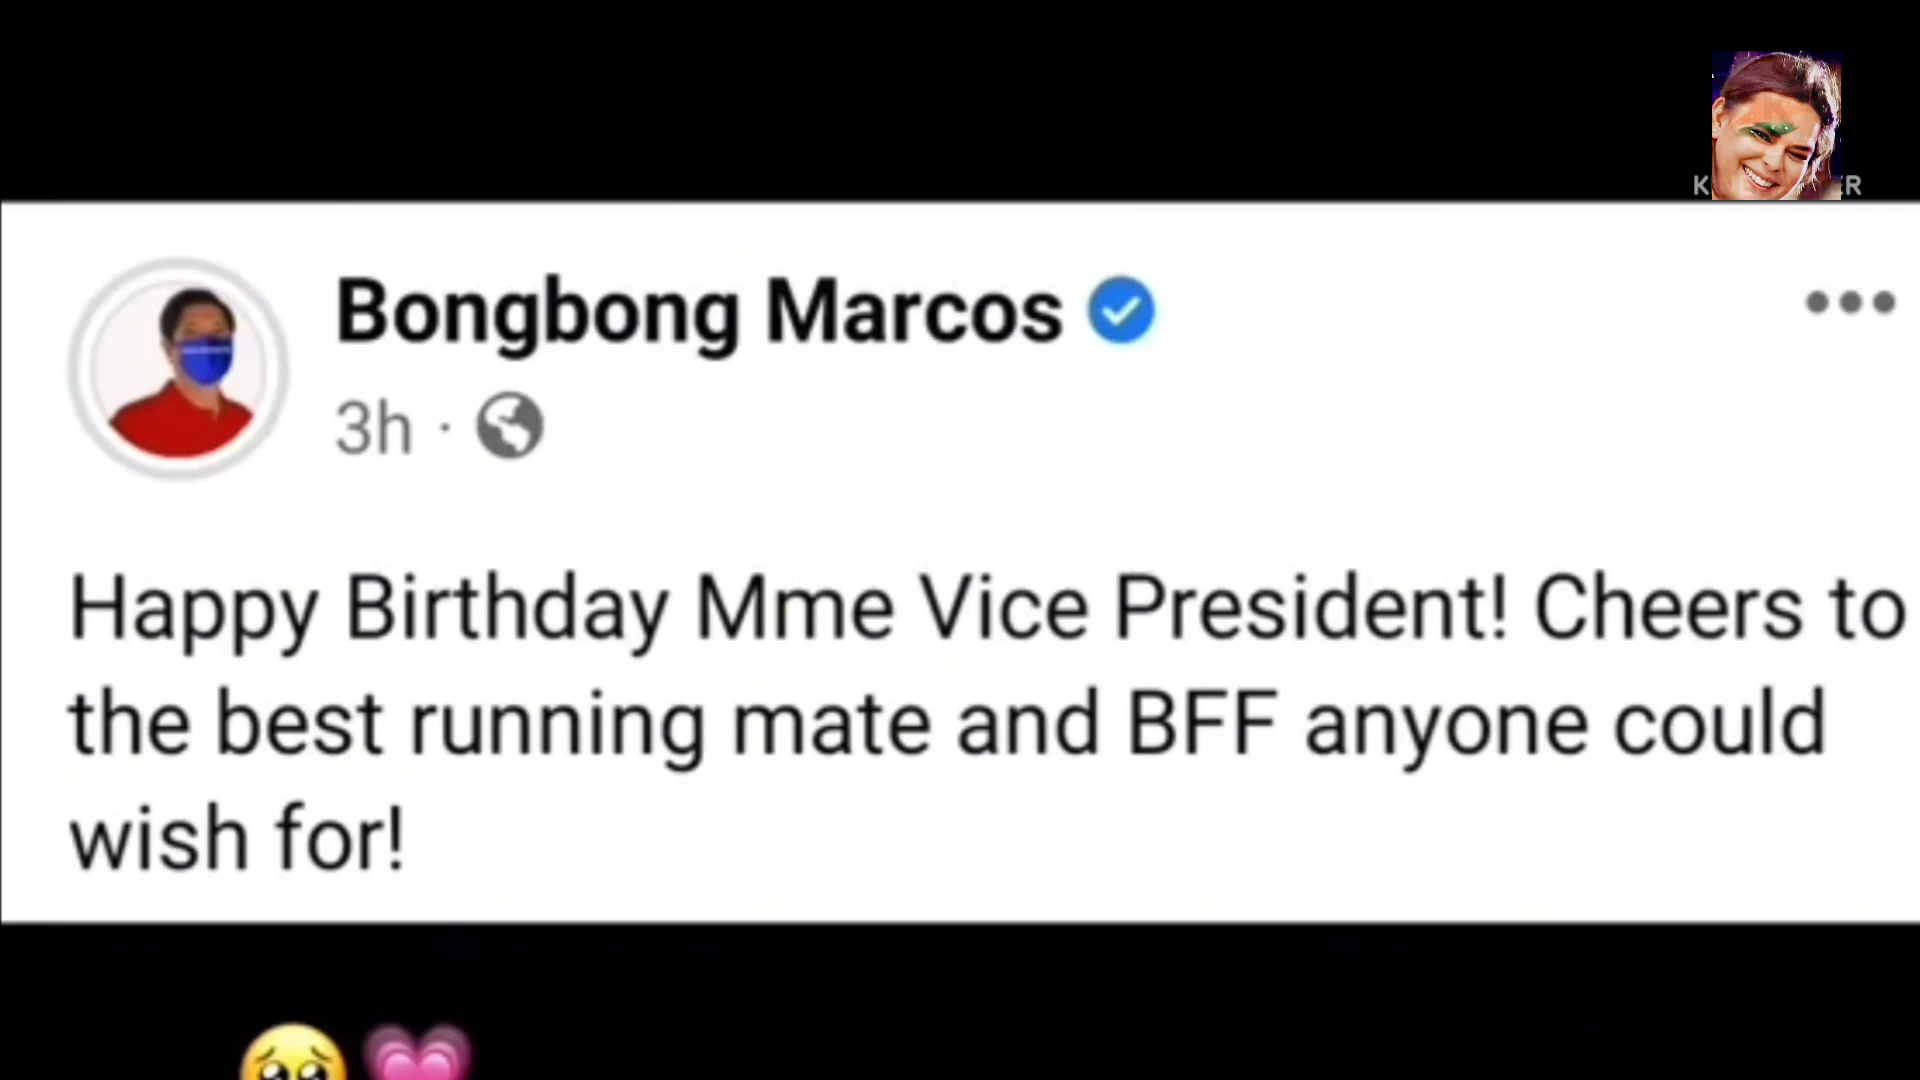 Bongbong Marcos
3h ·
Happy Birthday Mme Vice President! Cheers to
the best running mate and BFF anyone could
wish for!